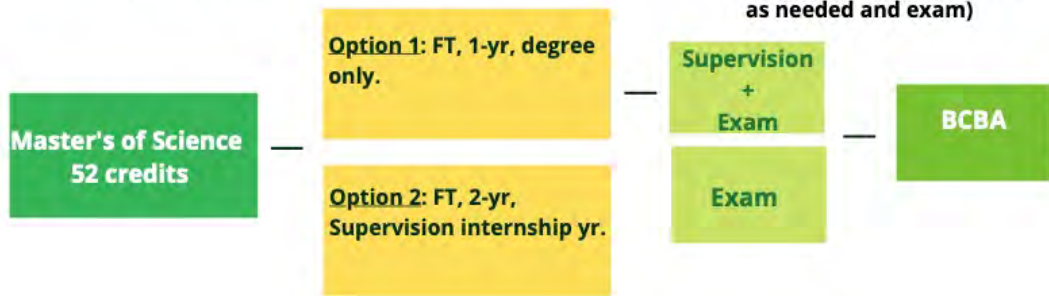 as needed and exam)
Option 1: FT, 1-yr, degree
only.
Supervision
+
Exam
Master's of Science
52 credits
BCBA
Option 2: FT, 2-yr,
Supervision internship yr.
Exam